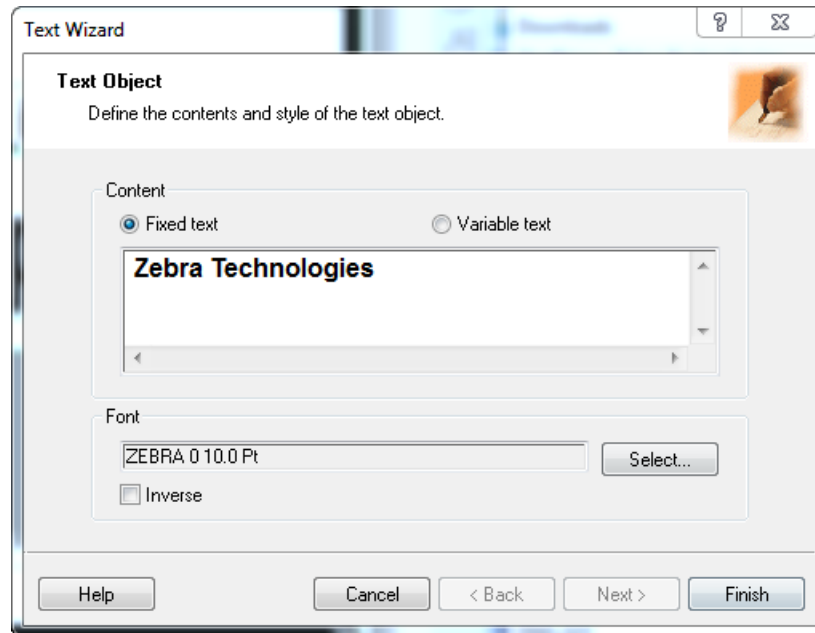 Text Wizard
Downloads
Text Object
Define the contents and style of the text object.
Content
Fixed text Variable text
Zebra Technologies
Font
ZEBRA 0 10.0 Pt Select...
Inverse
Help Cancel < Back Next > Finish